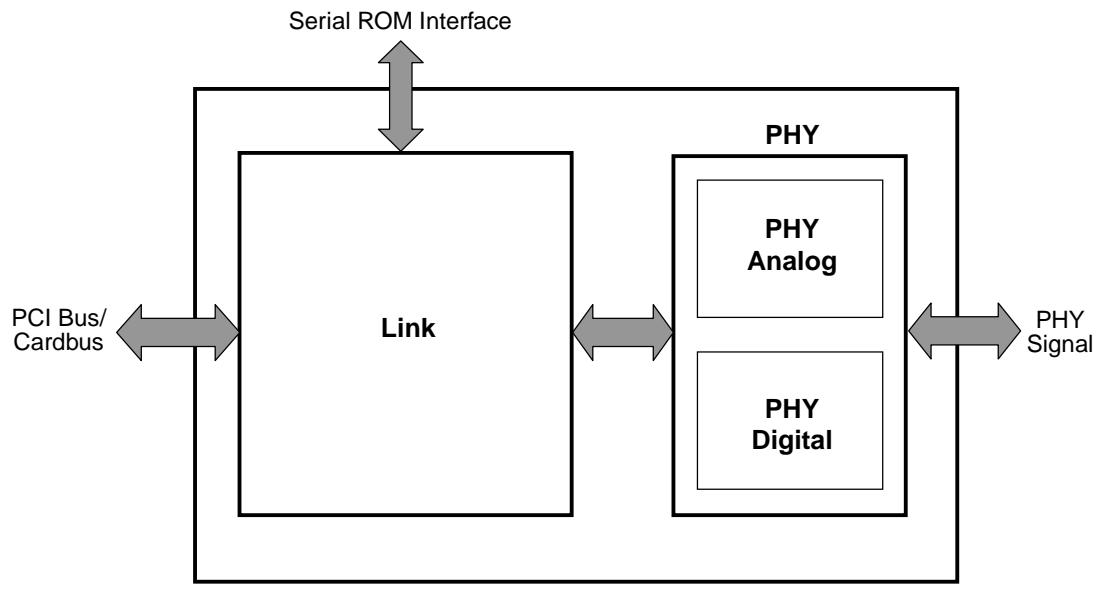 Serial ROM Interface
PHY
PHY
Analog
PCI Bus/
Cardbus
Link
PHY
Signal
PHY
Digital